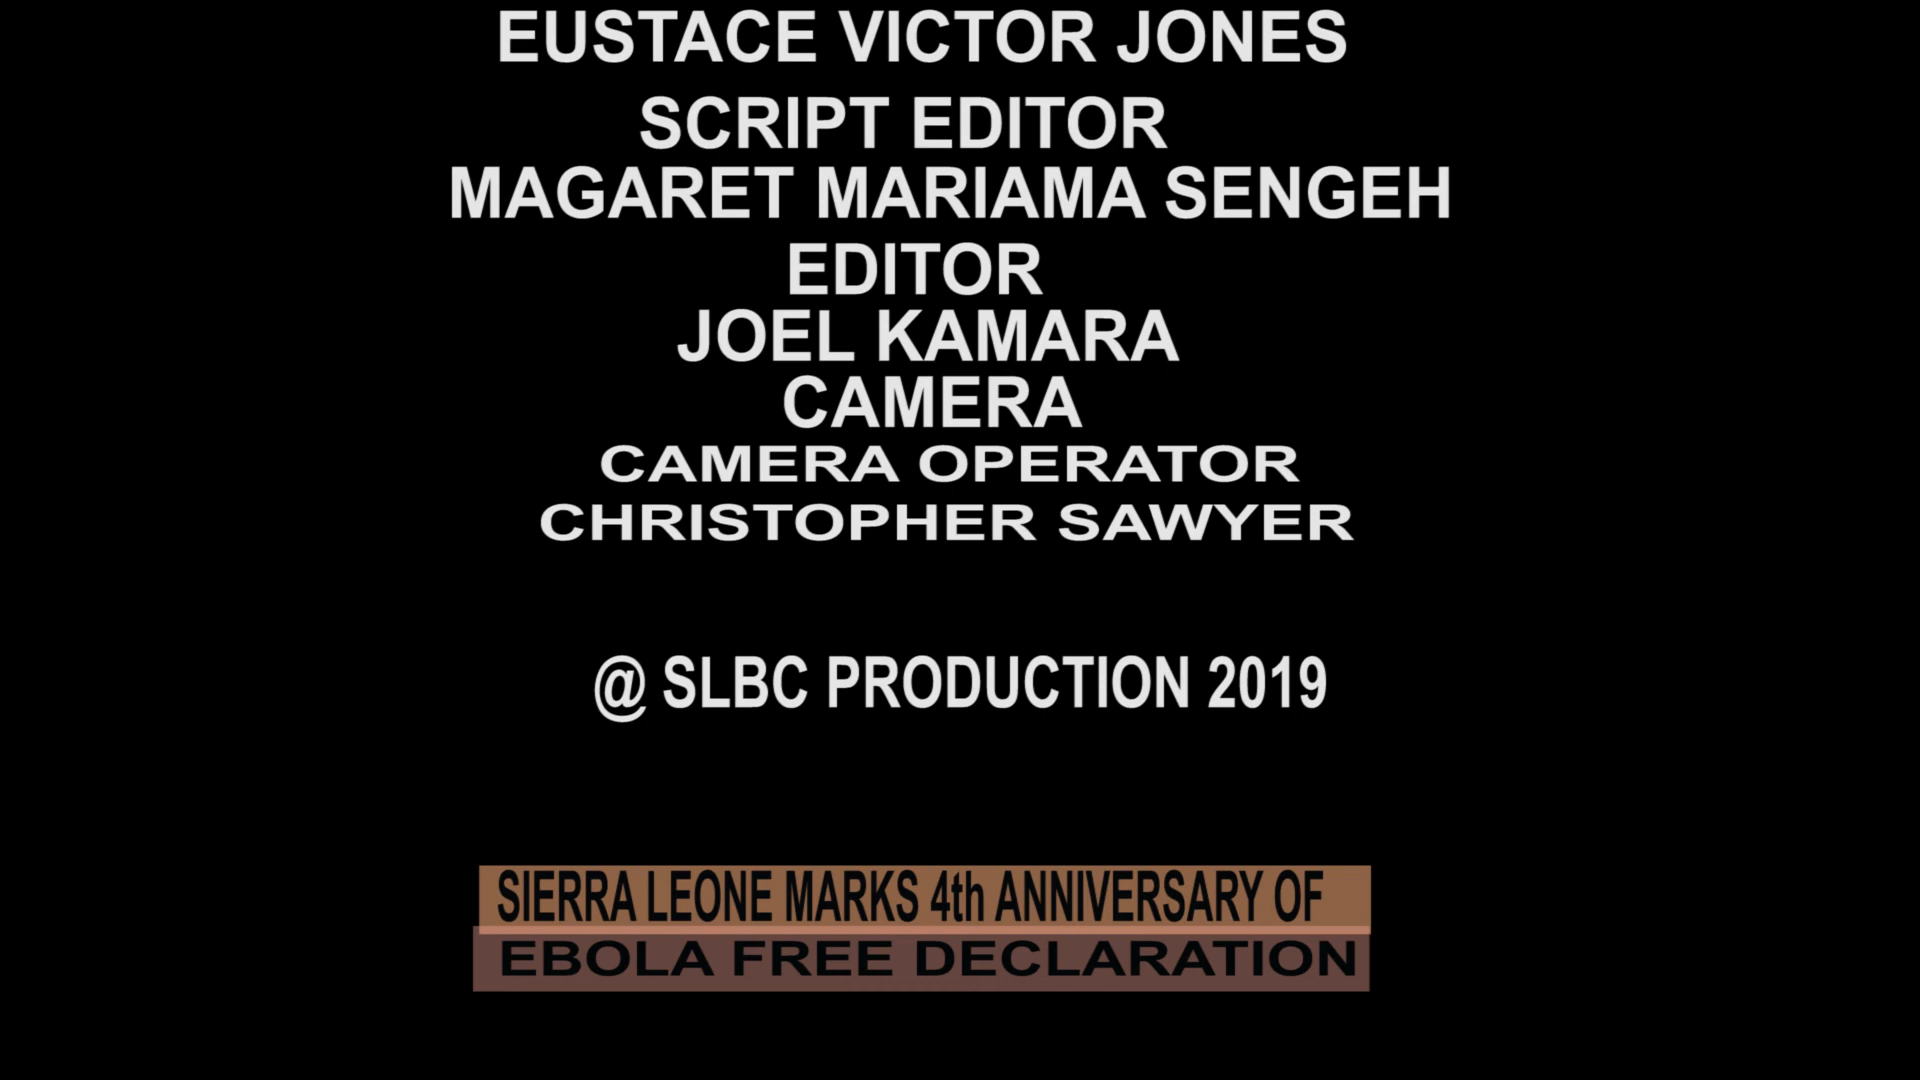 EUSTACE VICTOR JONES
SCRIPT EDITOR
MAGARET MARIAMA SENGEH
EDITOR
JOEL KAMARA
CAMERA
CAMERA OPERATOR
CHRISTOPHER SAWYER
@ SLBC PRODUCTION 2019
SIERRA LEONE MARKS 4th ANNIVERSARY OF
EBOLA FREE DECLARATION